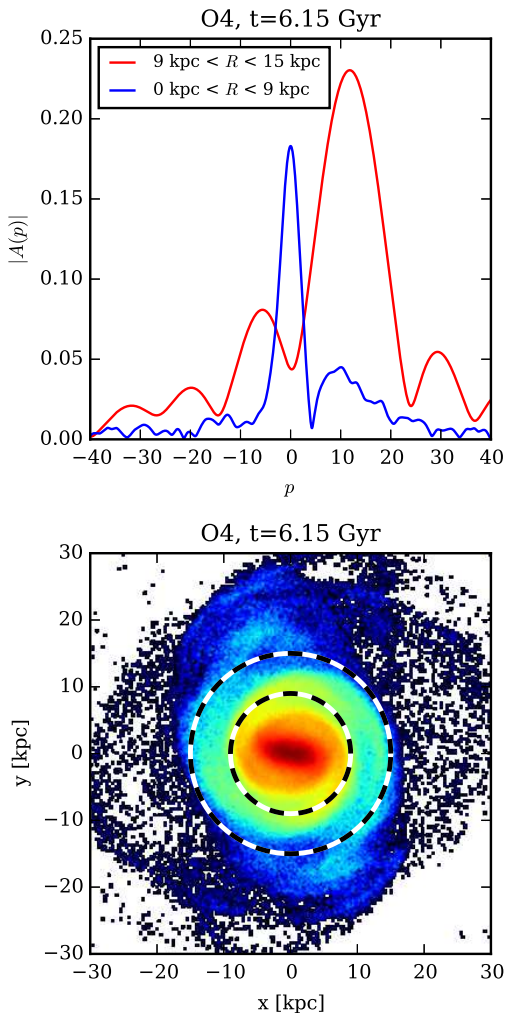 O4, t=6.15 Gyr
9 kpc < R < 15 kpc
0 kpc < R < 9 kpc
|A(p)|
0.25
0.20
0.15
0.10
0.05
0.00
−40 −30 −20 −10 0 10 20 30 40
p
O4, t=6.15 Gyr
y [kpc]
30
20
10
0
−10
−20
−30
−30 −20 −10 0 10 20 30
x [kpc]